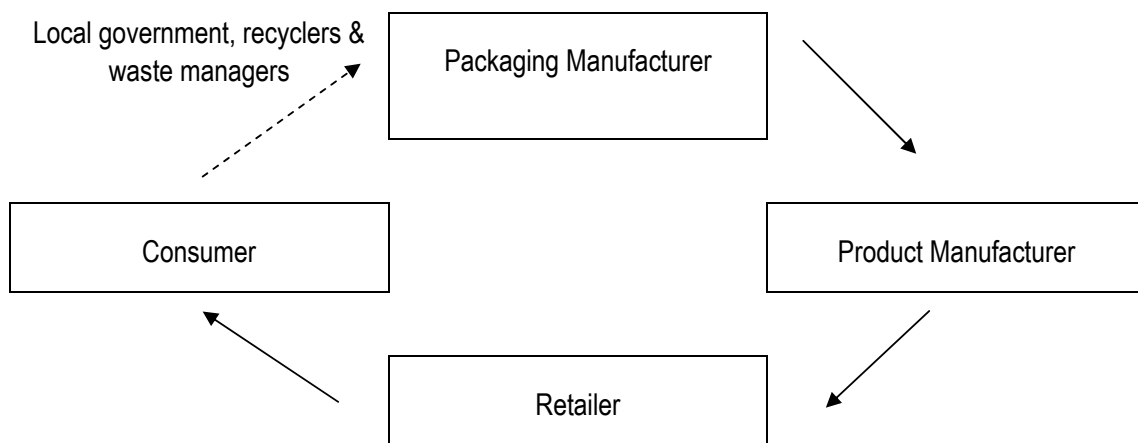 Local government, recyclers &
waste managers
Packaging Manufacturer
Consumer
Product Manufacturer
Retailer